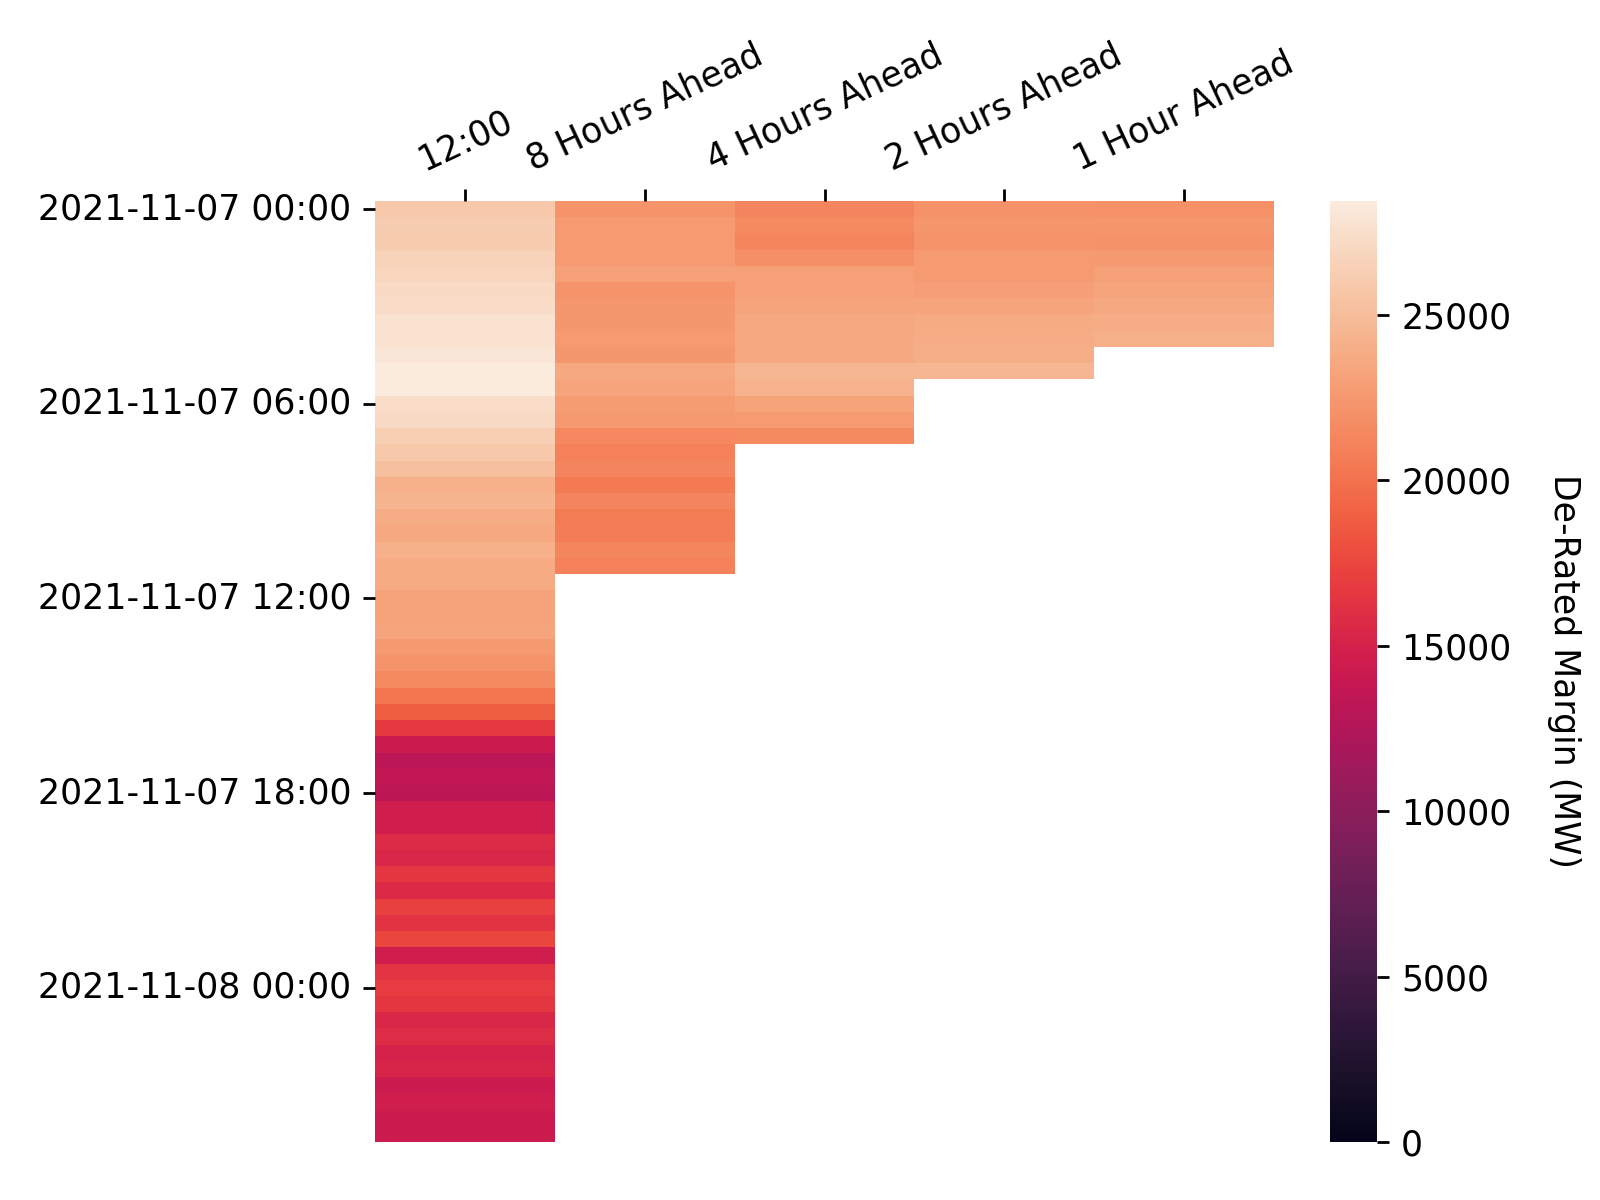 12:00
8 Hours Ahead
4 Hours Ahead
2 Hours Ahead
1 Hour Ahead
2021-11-07 00:00
2021-11-07 06:00
2021-11-07 12:00
2021-11-07 18:00
2021-11-08 00:00
25000
20000
15000
10000
5000
0
De-Rated Margin (MW)